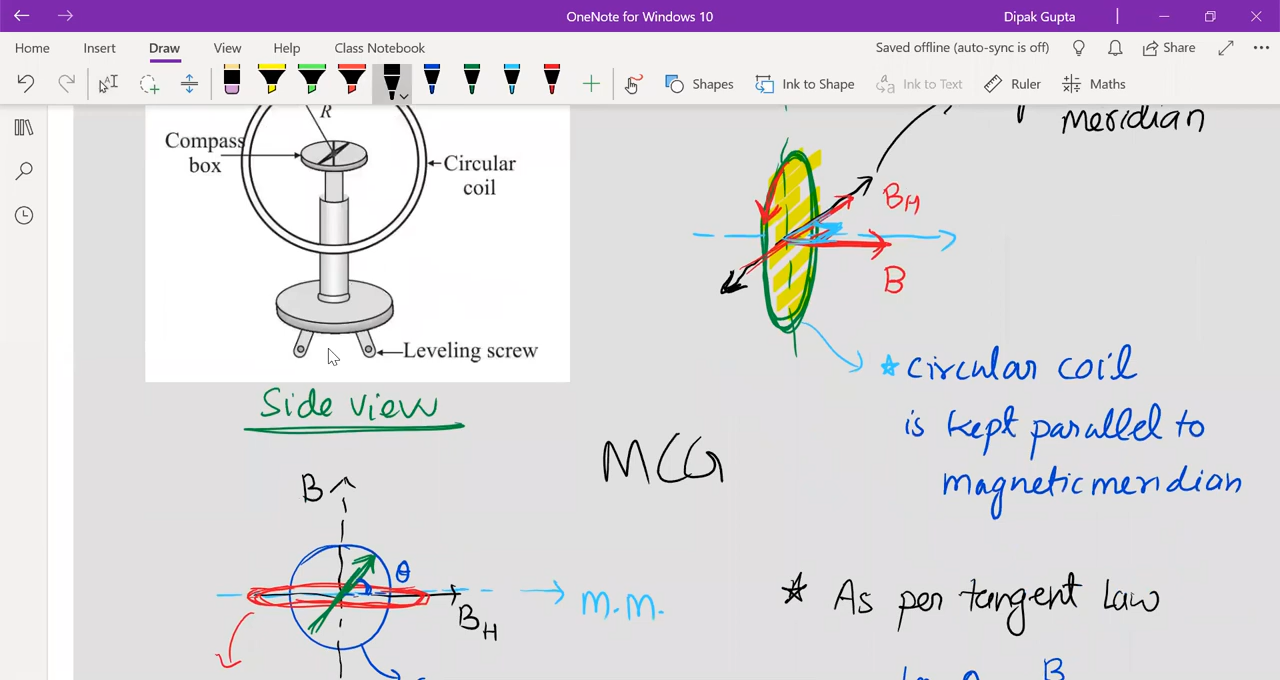 OneNote for Windows 10
Dipak Gupta
Home Insert Draw View Help Class Notebook
Saved offline (auto-sync is off) Share
Shapes Ink to Shape Ink to Text Ruler Maths
R
Compass
box
Circular
coil
Leveling screw
Side view
meridian
BH
B
circular coil
is kept parallel to
magnetic meridian
MCG
B
θ
BH
m.m.
As per tangent Law
B